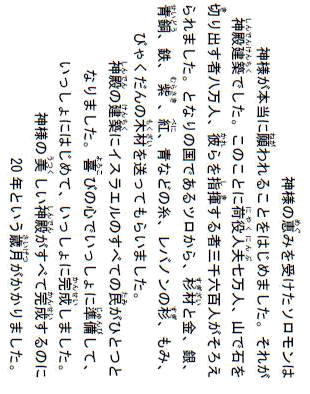 神様の恵みを受けたソロモンは
神様が本当に願われることをはじめました。それが
神殿建築でした。このことに荷役人夫七万人、山で石を
切り出す者八万人、彼らを指揮する者三千六百人がそろえ
られました。となりの国であるツロから、杉材と金、銀、
青銅、鉄、紫、紅、青などの糸、レバノンの杉、もみ、
びゃくだんの木材を送ってもらいました。
神殿の建築にイスラエルのすべての民がひとつと
なりました。喜びの心でいっしょに準備して、
いっしょにはじめて、いっしょに完成しました。
神様の美しい神殿がすべて完成するのに
20年という歳月がかかりました。